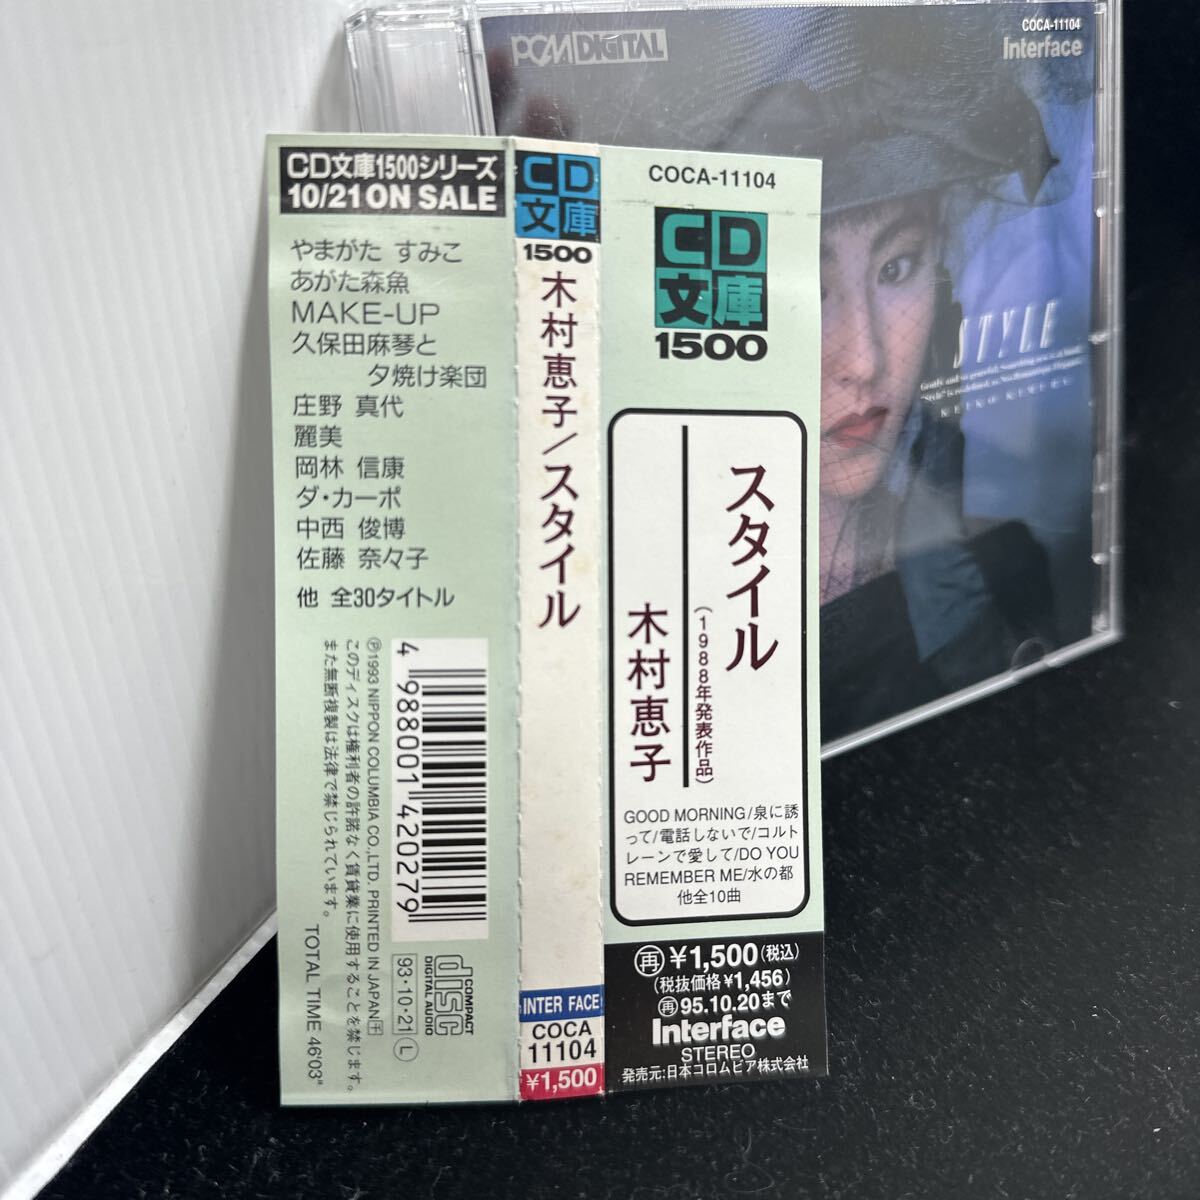 PCM DIGITAL
COCA-11104
Interface
STYLE
KEIKO KIMURA
CD文庫1500シリーズ
10/21 ON SALE
やまがた すみこ
あがた森魚
MAKE-UP
久保田麻琴と
夕焼け楽団
庄野 真代
麗美
岡林 信康
ダ・カーポ
中西 俊博
佐藤 奈々子
他 全30タイトル
4 988001 420279
Ⓟ1993 NIPPON COLUMBIA CO.,LTD. PRINTED IN JAPAN 千
このディスクは権利者の許諾なく賃貸業に使用することを禁じます。
また無断複製は法律で禁じられています。
TOTAL TIME 46'03"
COMPACT
disc
DIGITAL AUDIO
93・10・21 Ⓛ
CD
文庫
1500
木村恵子/スタイル
INTER FACE
COCA
11104
¥1,500
COCA-11104
CD
文庫
1500
スタイル
(1988年発表作品)
木村恵子
GOOD MORNING/泉に誘
って/電話しないで/コルト
レーンで愛して/DO YOU
REMEMBER ME/水の都
他全10曲
再 ¥1,500(税込)
(税抜価格¥1,456)
再 95.10.20まで
Interface
STEREO
発売元:日本コロムビア株式会社